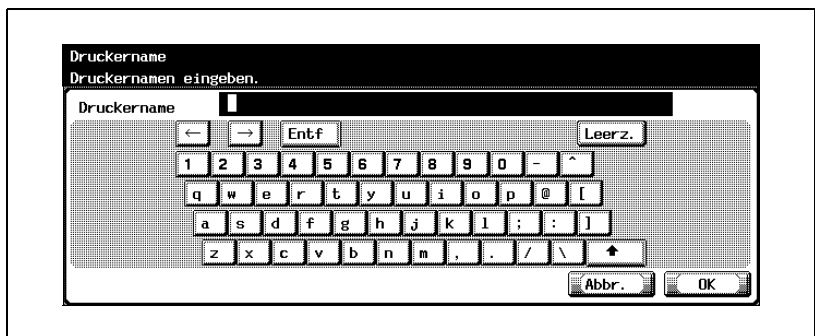 Druckername
Druckernamen eingeben.
Druckername
← → Entf Leerz.
1 2 3 4 5 6 7 8 9 0 - ^
q w e r t y u i o p @ [
a s d f g h j k l ; : ]
z x c v b n m , . / \ ↑
Abbr. OK